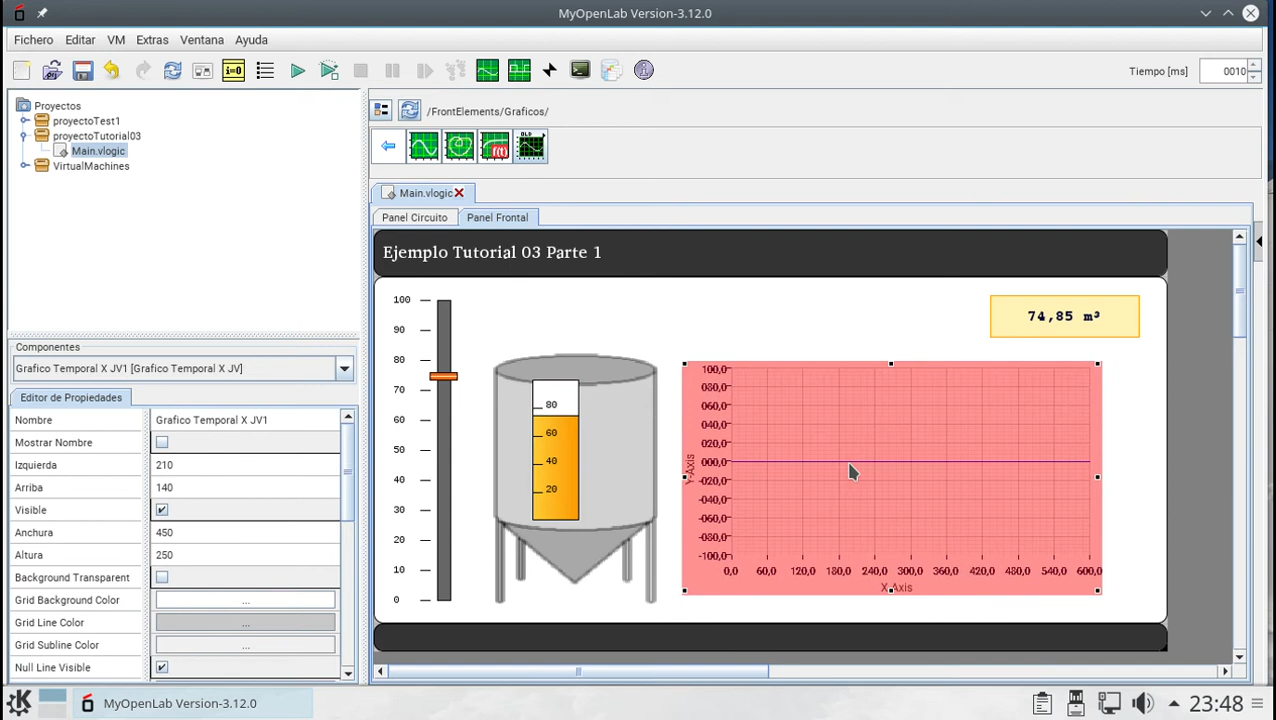 MyOpenLab Version-3.12.0
Fichero Editar VM Extras Ventana Ayuda
i=0
Tiempo [ms] 0010
Proyectos
proyectoTest1
proyectoTutorial03
Main.vlogic
VirtualMachines
/FrontElements/Graficos/
f(t)
OLD
Main.vlogic
Panel Circuito Panel Frontal
Ejemplo Tutorial 03 Parte 1
74,85 m³
100
90
80
70
60
50
40
30
20
10
0
80
60
40
20
100,0
080,0
060,0
040,0
020,0
000,0
-020,0
-040,0
-060,0
-080,0
-100,0
Y-Axis
0,0 60,0 120,0 180,0 240,0 300,0 360,0 420,0 480,0 540,0 600,0
X-Axis
Componentes
Grafico Temporal X JV1 [Grafico Temporal X JV]
Editor de Propiedades
Nombre Grafico Temporal X JV1
Mostrar Nombre
Izquierda 210
Arriba 140
Visible
Anchura 450
Altura 250
Background Transparent
Grid Background Color ...
Grid Line Color ...
Grid Subline Color ...
Null Line Visible
MyOpenLab Version-3.12.0
23:48